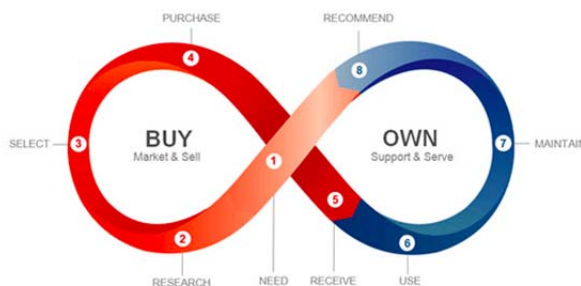 PURCHASE
RECOMMEND
4
8
SELECT
3
BUY
Market & Sell
1
OWN
Support & Serve
7
MAINTAIN
5
2
6
RESEARCH
NEED
RECEIVE
USE